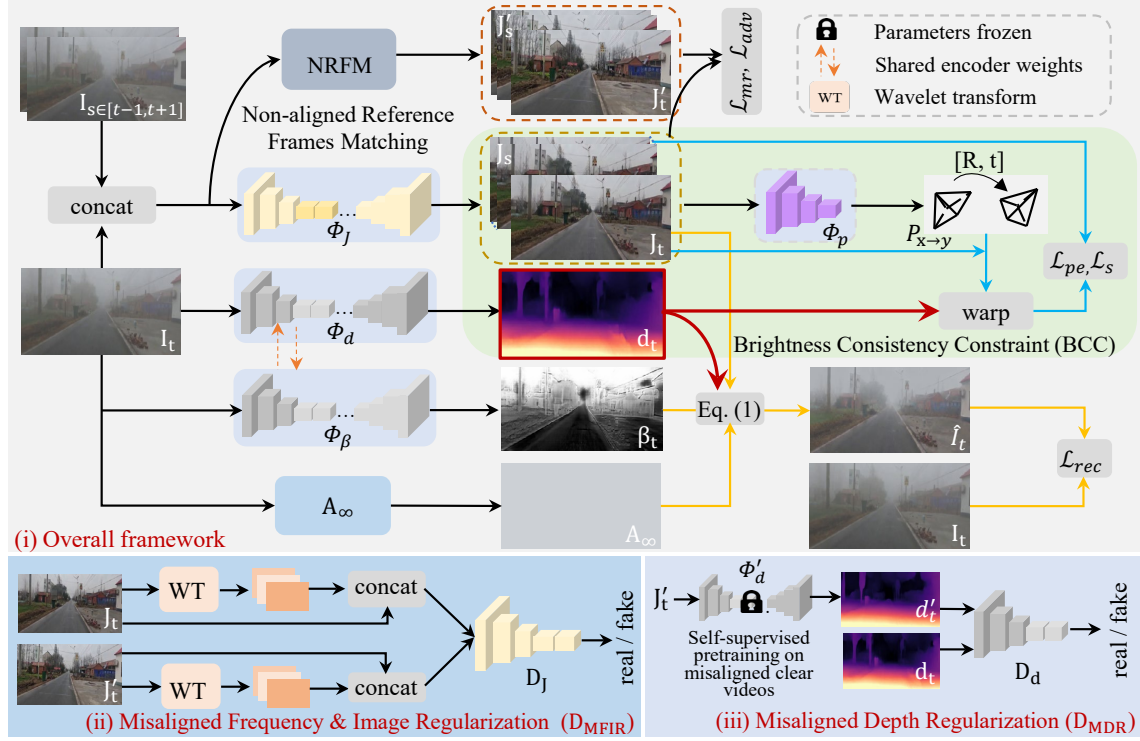 I_{s∈[t−1,t+1]}
NRFM
J'_s
J'_t
ℒ_{mr}, ℒ_{adv}
Parameters frozen
Shared encoder weights
WT Wavelet transform
Non-aligned Reference
Frames Matching
concat
Φ_J
...
J_s
J_t
Φ_p
[R, t]
P_{x→y}
ℒ_{pe},ℒ_s
I_t
...
Φ_d
d_t
warp
Brightness Consistency Constraint (BCC)
...
Φ_β
β_t
Eq. (1)
Î_t
ℒ_{rec}
A_∞
A_∞
I_t
(i) Overall framework
J_t
WT
concat
J'_t
WT
concat
D_J
real / fake
(ii) Misaligned Frequency & Image Regularization (D_{MFIR})
J'_t
Φ'_d
Self-supervised
pretraining on
misaligned clear
videos
d'_t
d_t
D_d
real / fake
(iii) Misaligned Depth Regularization (D_{MDR})